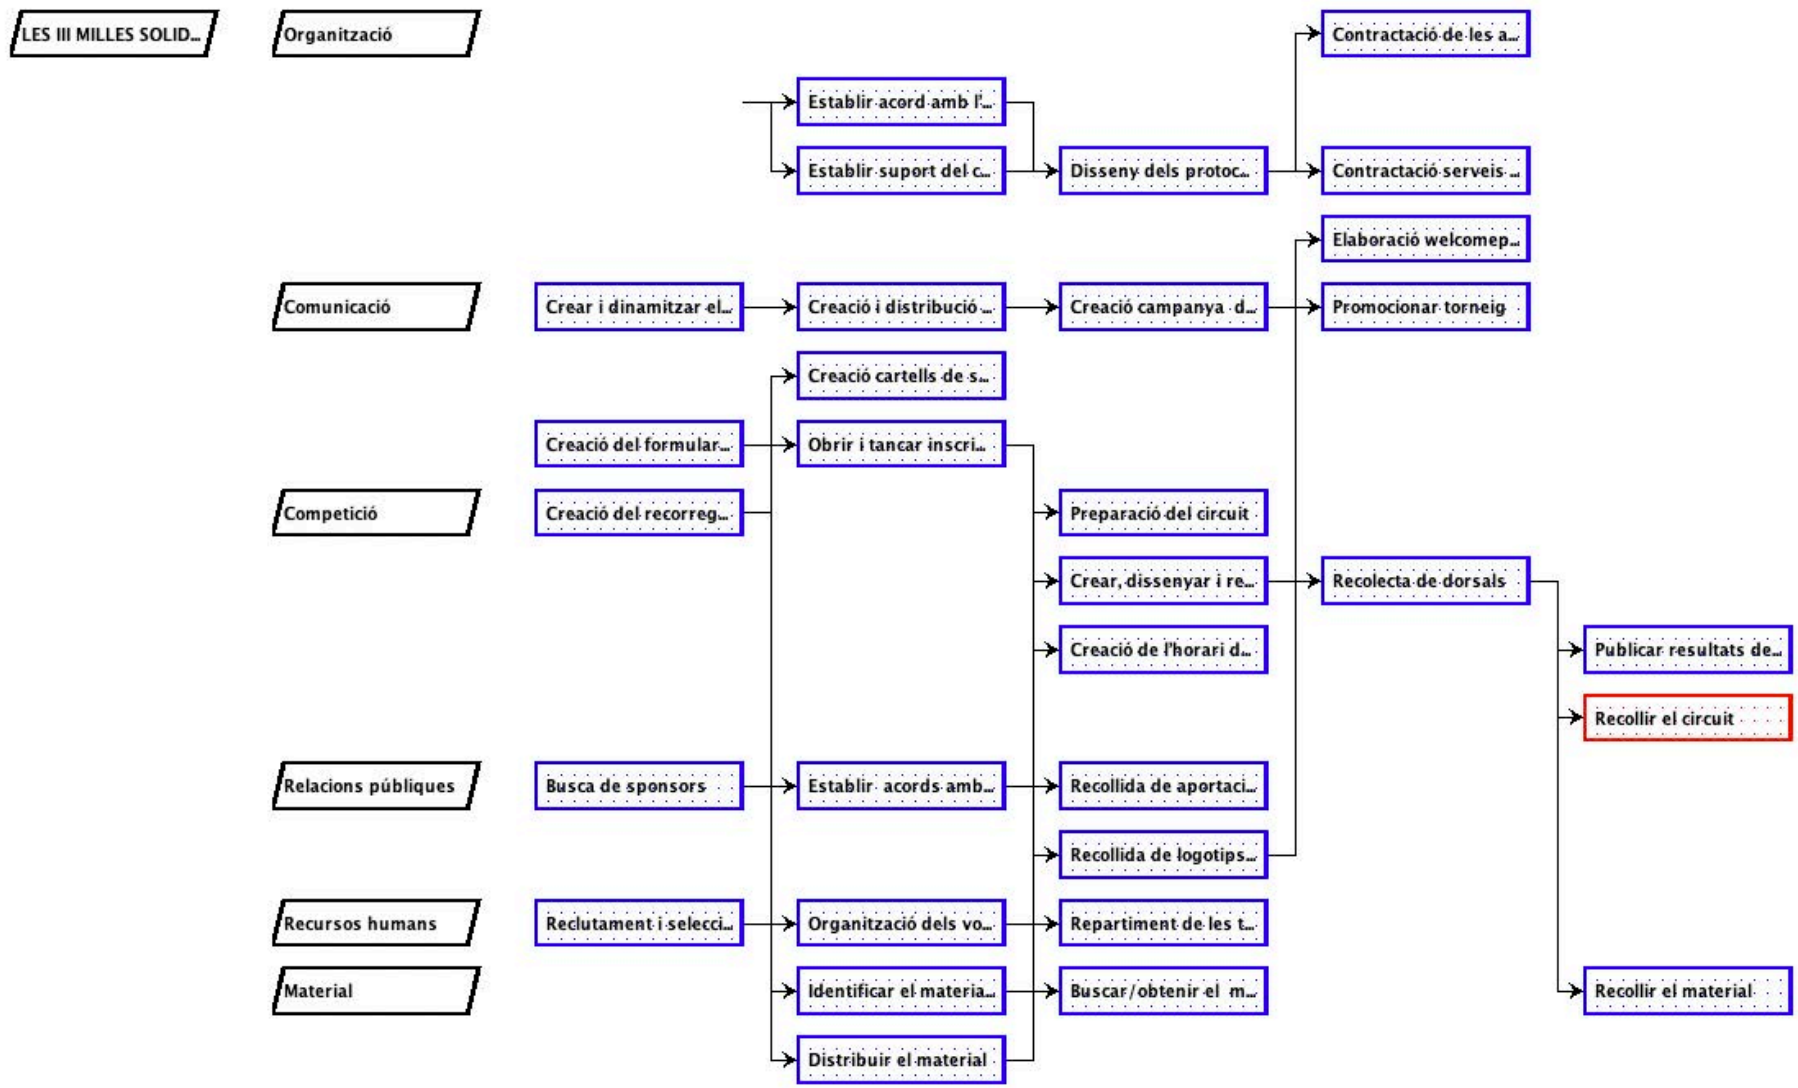 LES III MILLES SOLID...
Organització
Contractació de les a...
Establir acord amb l'...
Establir suport del c...
Disseny dels protoc...
Contractació serveis ...
Elaboració welcomep...
Comunicació
Crear i dinamitzar el...
Creació i distribució ...
Creació campanya d...
Promocionar torneig
Creació cartells de s...
Creació del formular...
Obrir i tancar inscri...
Competició
Creació del recorreg...
Preparació del circuit
Crear, dissenyar i re...
Recolecta de dorsals
Creació de l'horari d...
Publicar resultats de...
Recollir el circuit
Relacions públiques
Busca de sponsors
Establir acords amb...
Recollida de aportaci...
Recollida de logotips...
Recursos humans
Reclutament i selecci...
Organització dels vo...
Repartiment de les t...
Material
Identificar el materia...
Buscar/obtenir el m...
Recollir el material
Distribuir el material